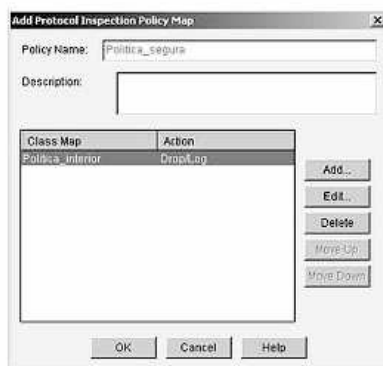 Add Protocol Inspection Policy Map
Policy Name: Politica_segura
Description:
Class Map Action
Politica_interior Drop/Log
Add...
Edit...
Delete
Move Up
Move Down
OK Cancel Help